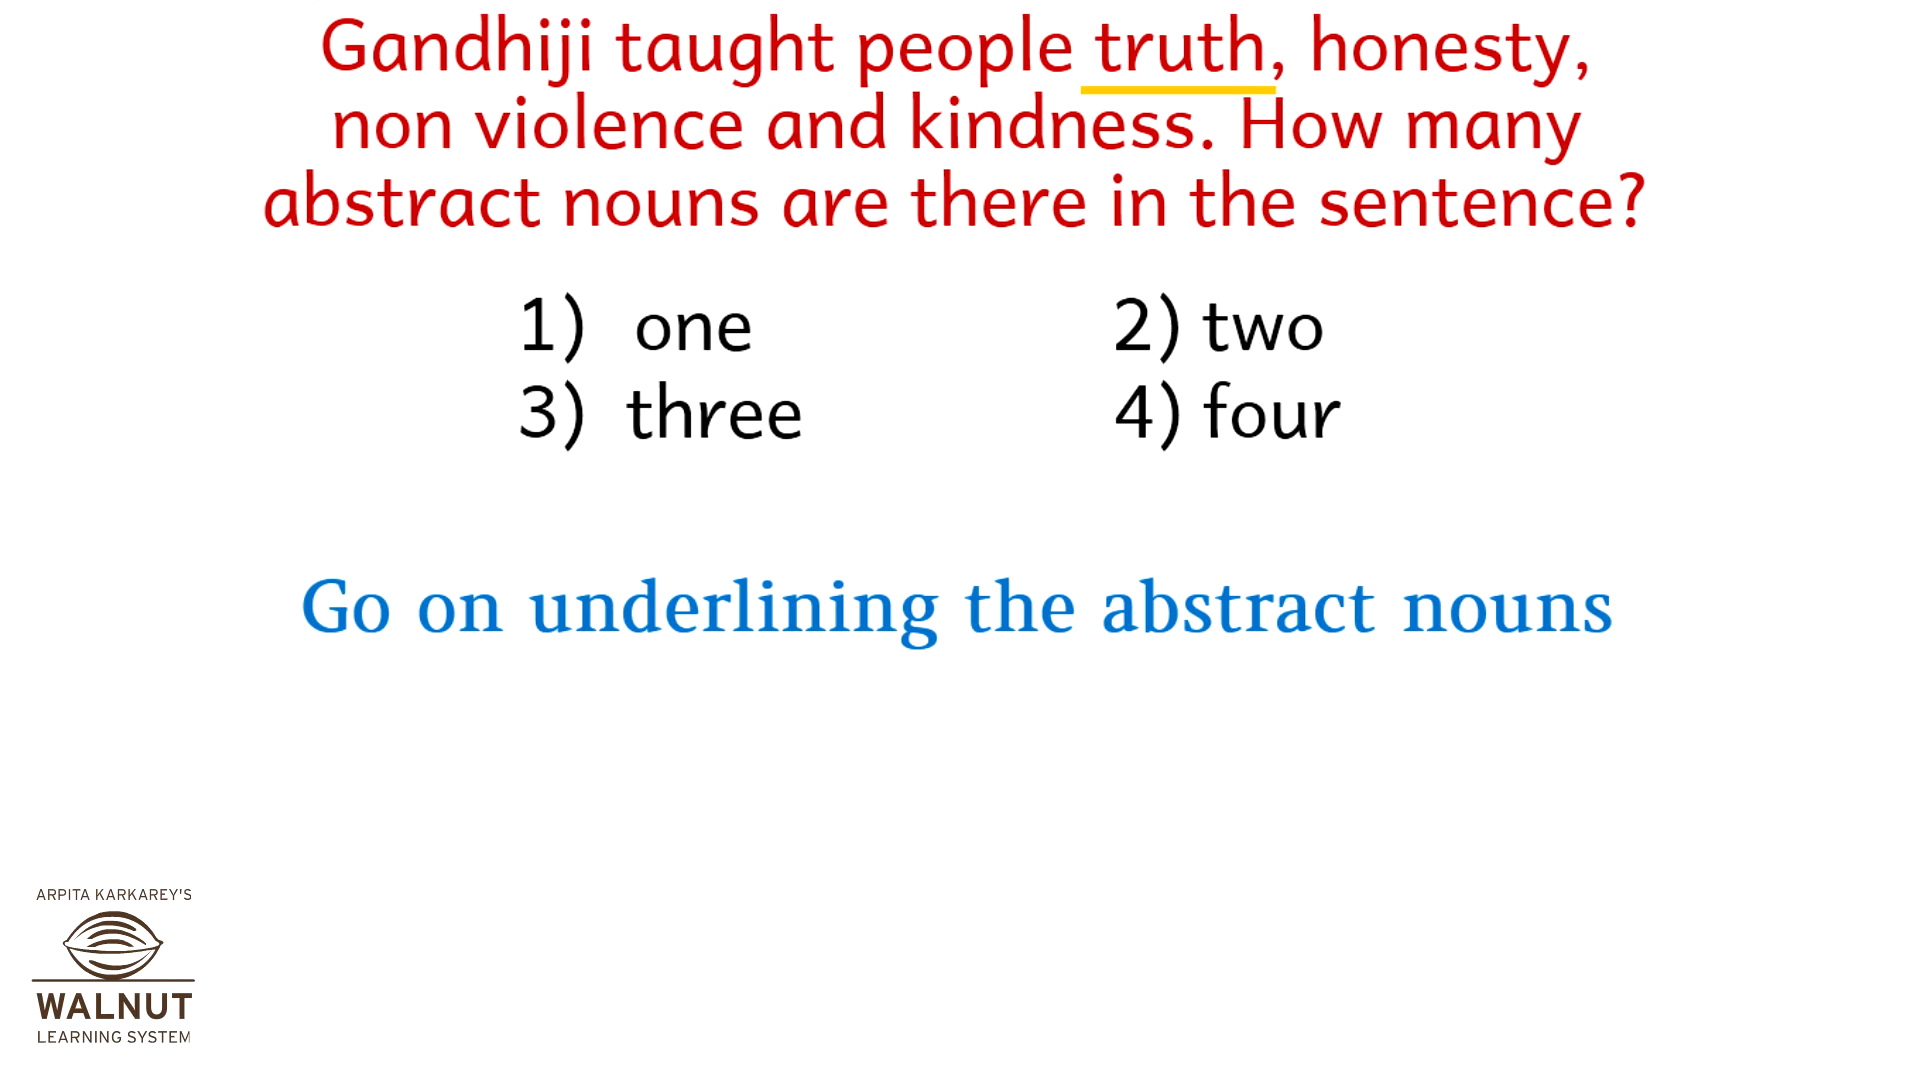 Gandhiji taught people truth, honesty,
non violence and kindness. How many
abstract nouns are there in the sentence?
1) one 2) two
3) three 4) four
Go on underlining the abstract nouns
ARPITA KARKAREY'S
WALNUT
LEARNING SYSTEM